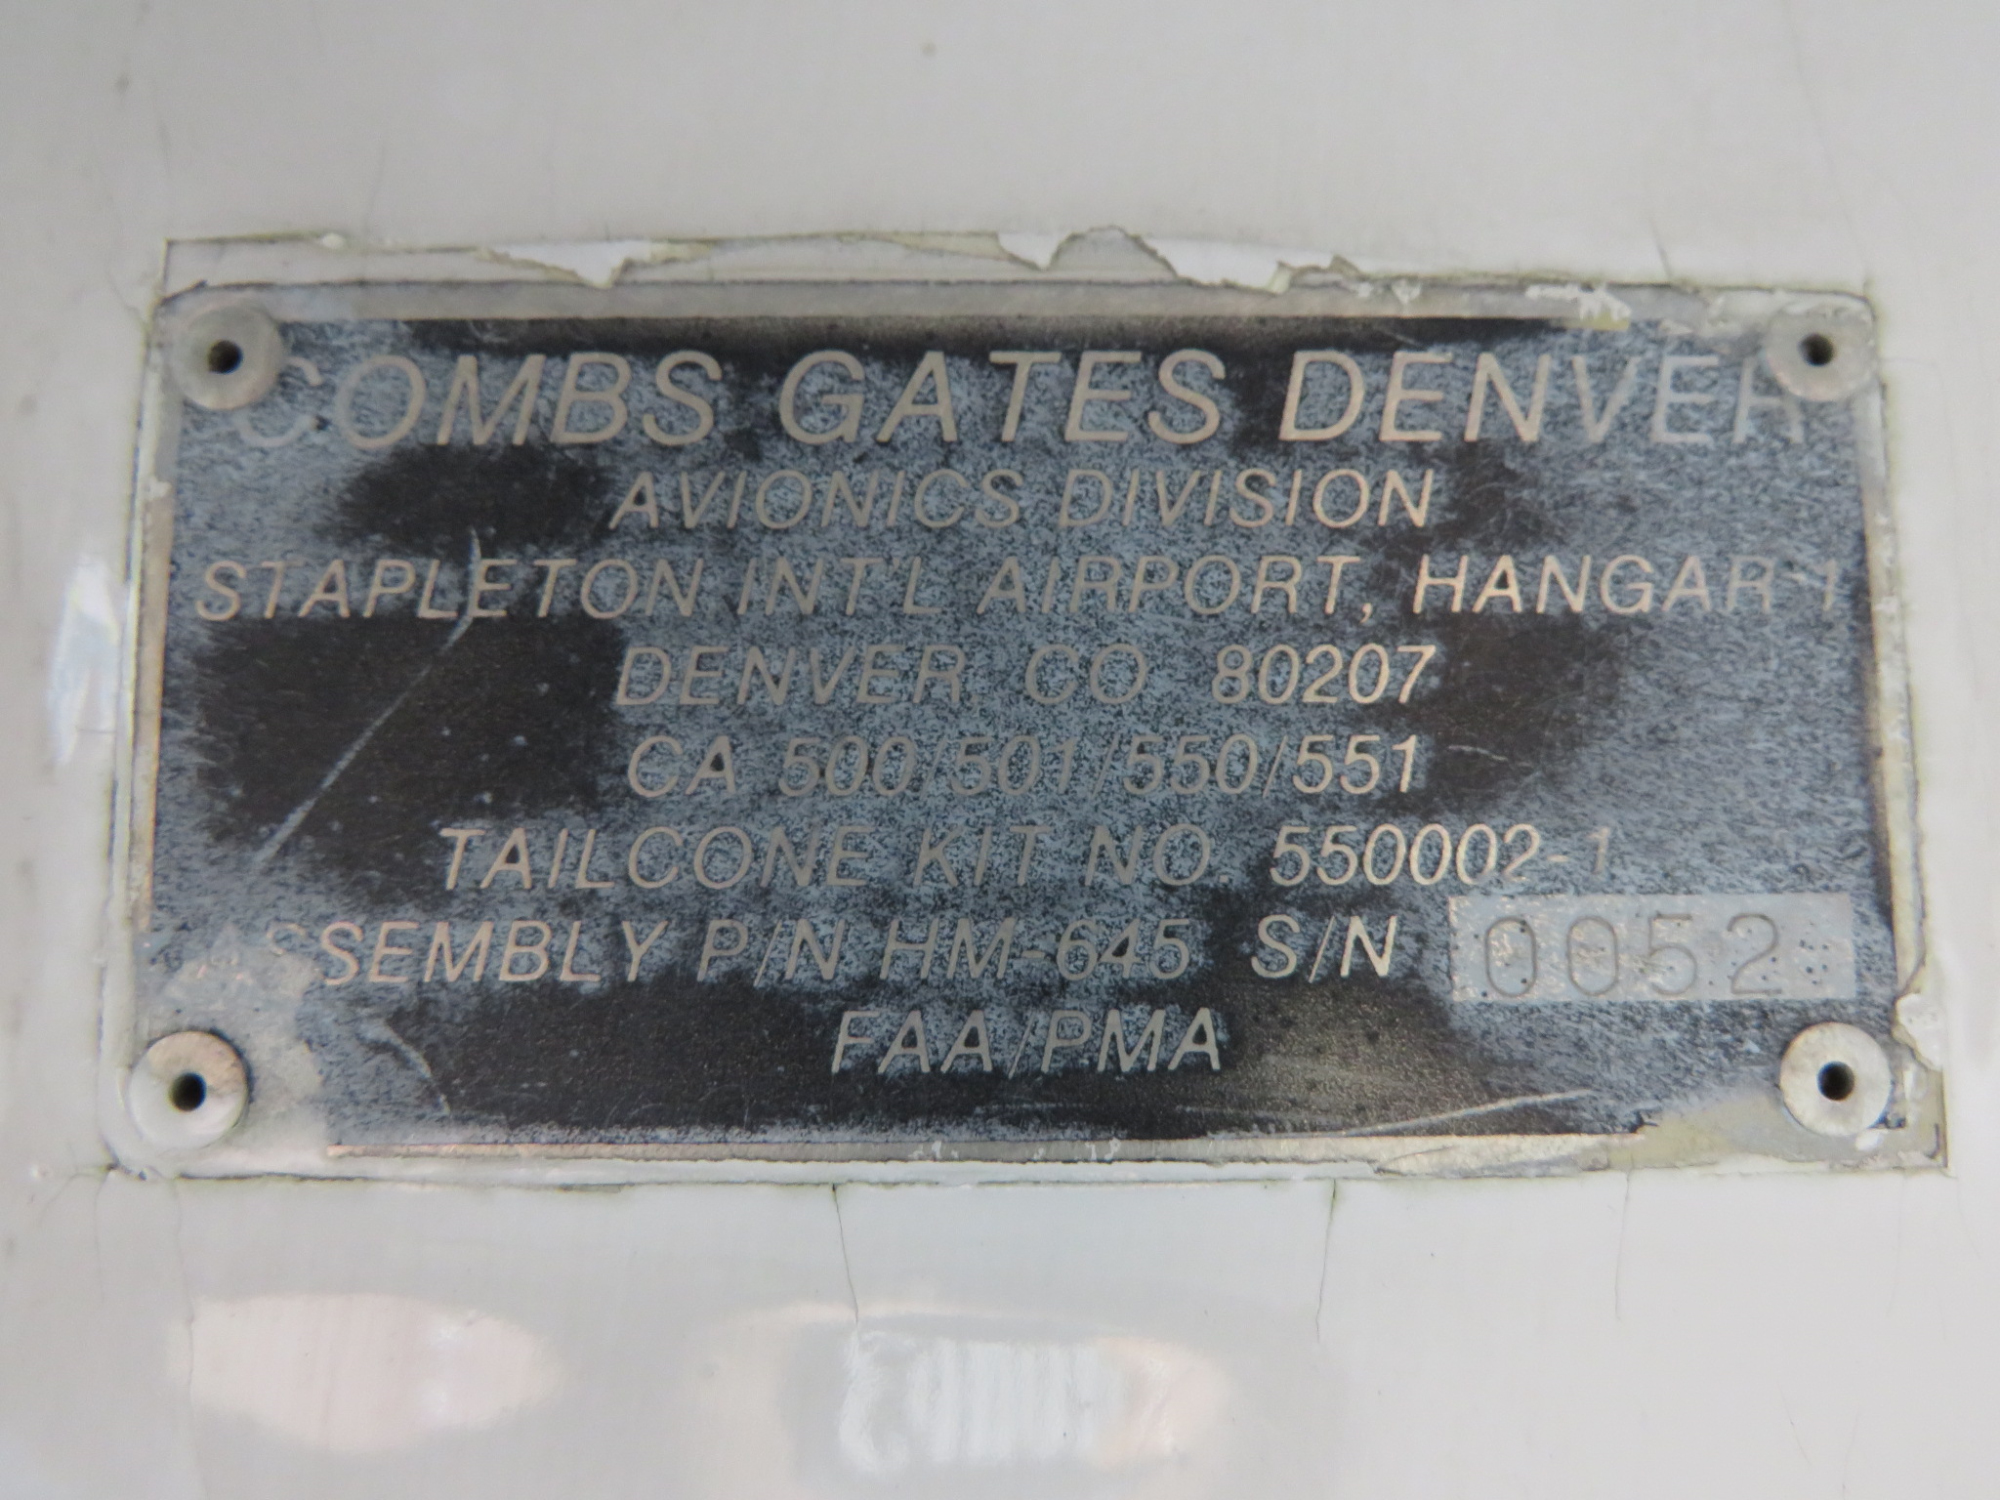 COMBS GATES DENVER
AVIONICS DIVISION
STAPLETON INT'L AIRPORT, HANGAR 1
DENVER, CO 80207
CA 500/501/550/551
TAILCONE KIT NO. 550002-1
ASSEMBLY P/N HM-645 S/N 0052
FAA/PMA